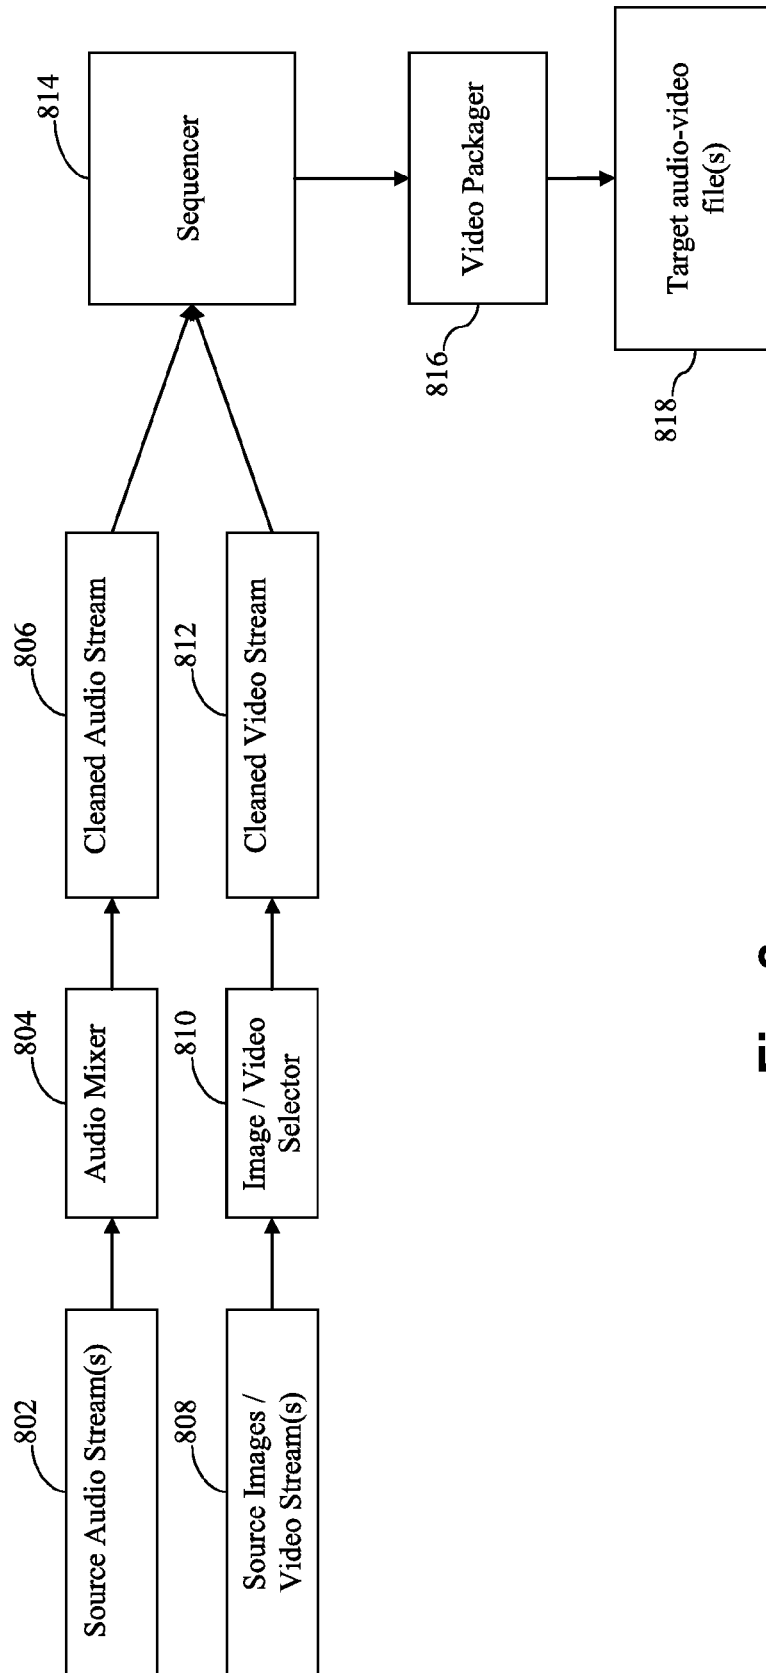 802
Source Audio Stream(s)
804
Audio Mixer
806
Cleaned Audio Stream
808
Source Images /
Video Stream(s)
810
Image / Video
Selector
812
Cleaned Video Stream
814
Sequencer
816
Video Packager
818
Target audio-video
file(s)